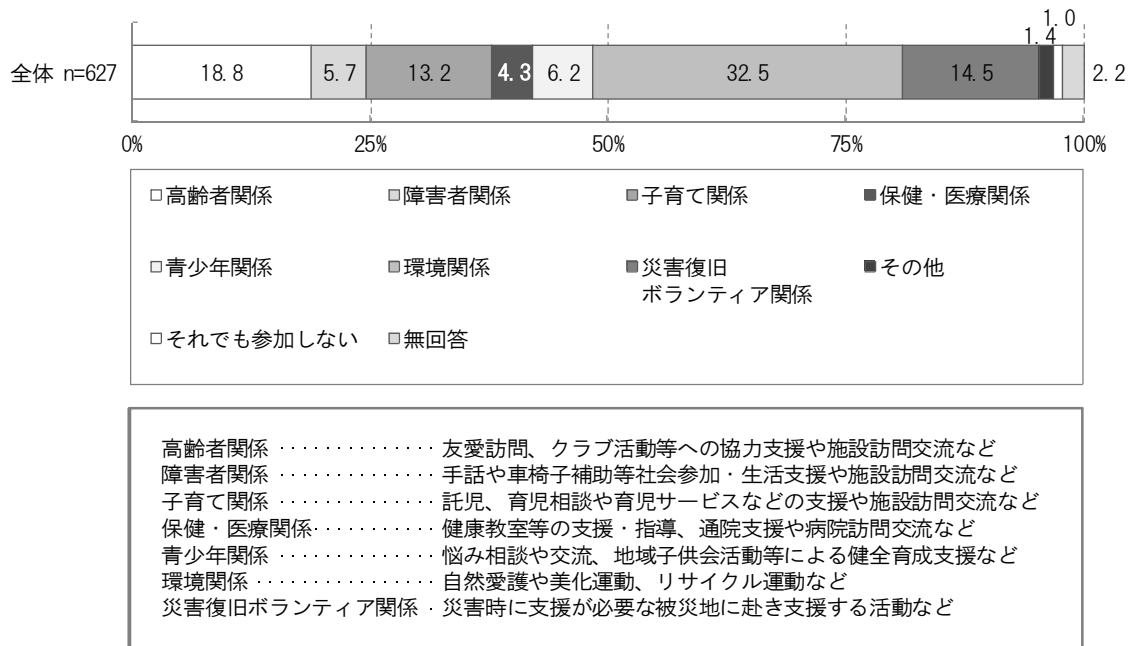 1.0
1.4
全体 n=627 18.8 5.7 13.2 4.3 6.2 32.5 14.5 2.2
0% 25% 50% 75% 100%
高齢者関係 障害者関係 子育て関係 保健・医療関係
青少年関係 環境関係 災害復旧 その他
ボランティア関係
それでも参加しない 無回答
高齢者関係 ・・・・・・・・・・・・・・ 友愛訪問、クラブ活動等への協力支援や施設訪問交流など
障害者関係 ・・・・・・・・・・・・・・ 手話や車椅子補助等社会参加・生活支援や施設訪問交流など
子育て関係 ・・・・・・・・・・・・・・ 託児、育児相談や育児サービスなどの支援や施設訪問交流など
保健・医療関係・・・・・・・・・・・ 健康教室等の支援・指導、通院支援や病院訪問交流など
青少年関係 ・・・・・・・・・・・・・・ 悩み相談や交流、地域子供会活動等による健全育成支援など
環境関係 ・・・・・・・・・・・・・・・・ 自然愛護や美化運動、リサイクル運動など
災害復旧ボランティア関係 ・ 災害時に支援が必要な被災地に赴き支援する活動など